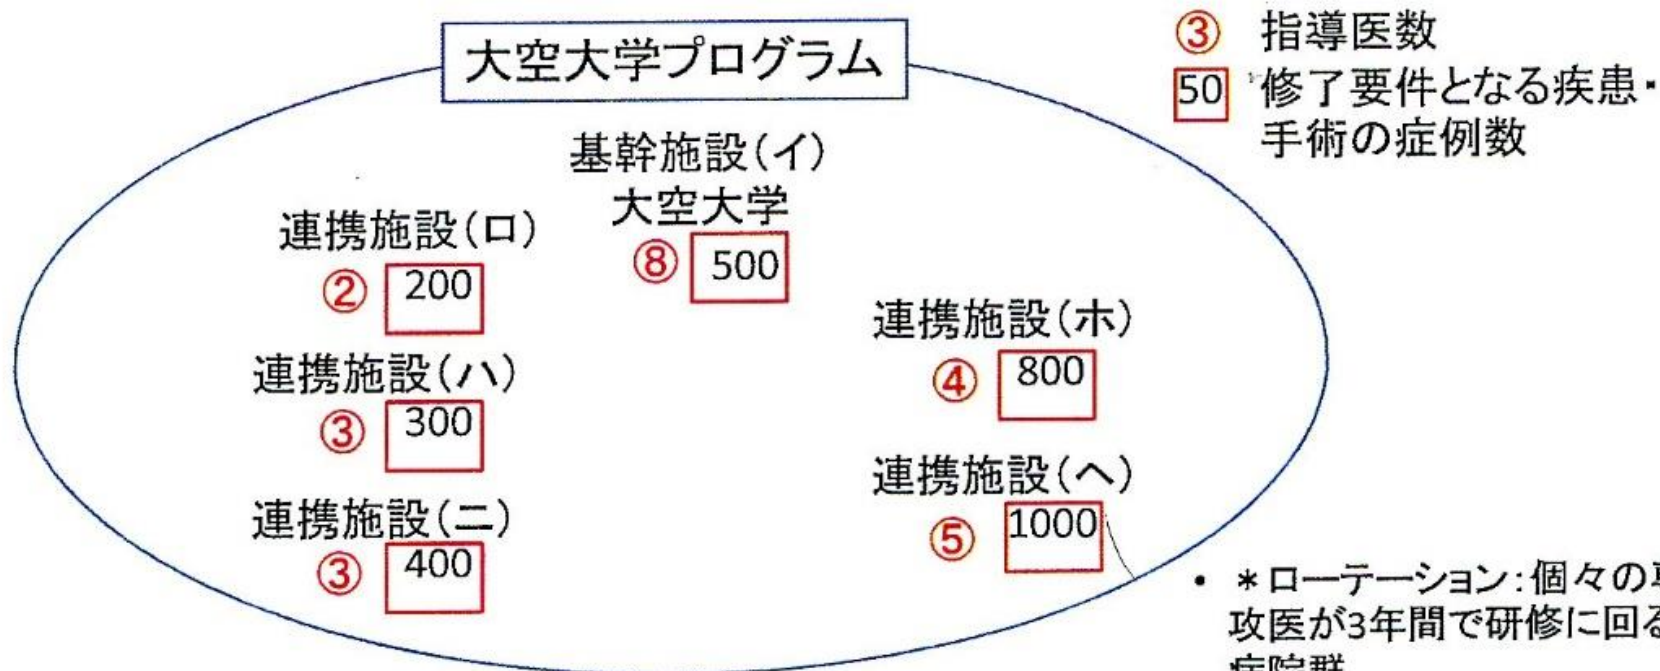 大空大学プログラム
③ 指導医数
50 修了要件となる疾患・
手術の症例数
基幹施設(イ)
大空大学
⑧ 500
連携施設(ロ)
② 200
連携施設(ハ)
③ 300
連携施設(ニ)
③ 400
連携施設(ホ)
④ 800
連携施設(ヘ)
⑤ 1000
• *ローテーション:個々の専
攻医が3年間で研修に回る
病院群